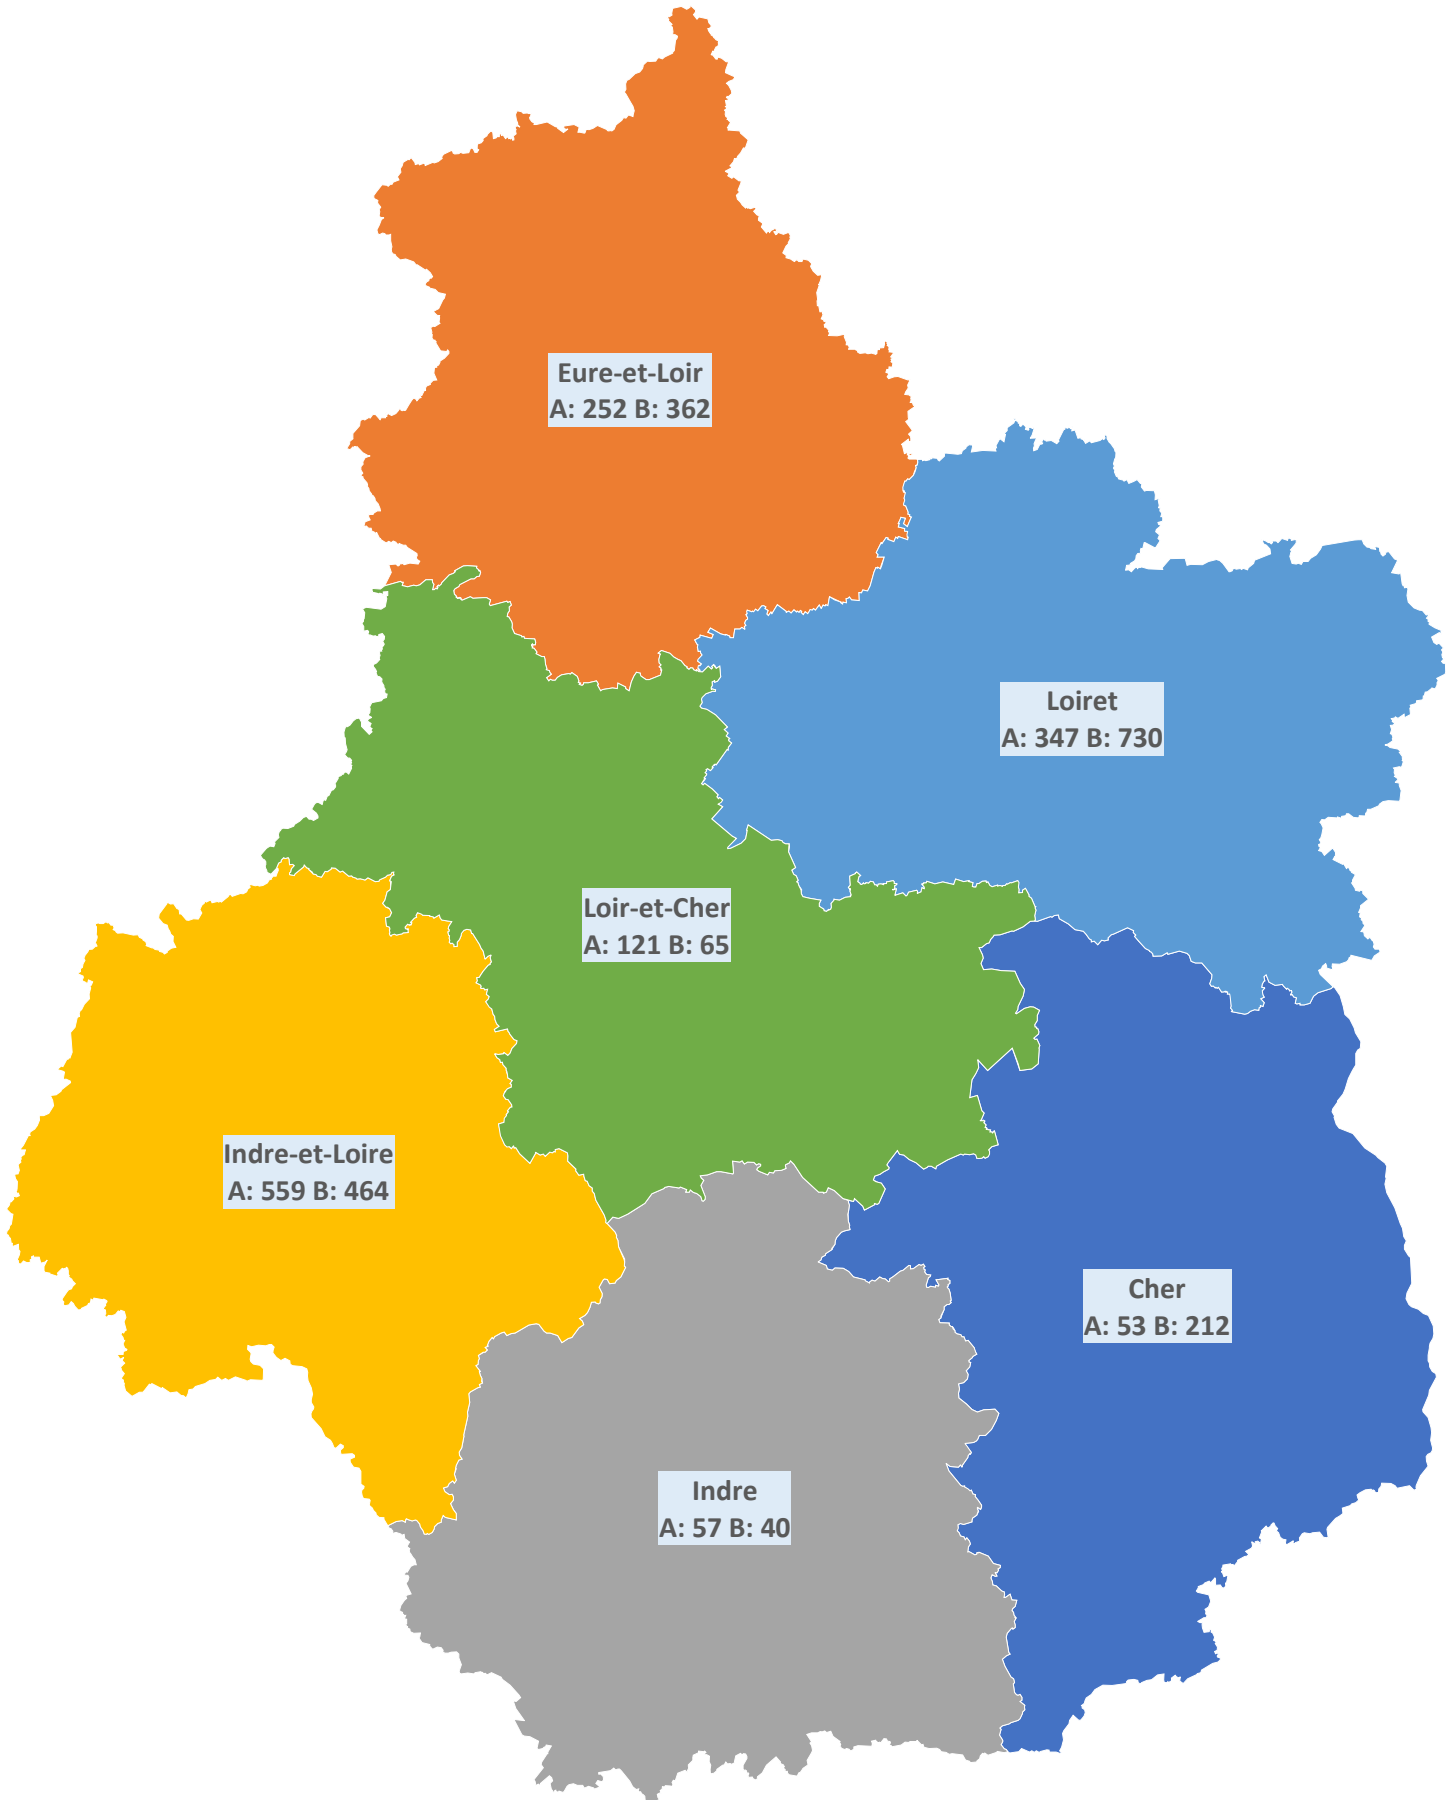 Eure-et-Loir
A: 252 B: 362
Loiret
A: 347 B: 730
Loir-et-Cher
A: 121 B: 65
Indre-et-Loire
A: 559 B: 464
Cher
A: 53 B: 212
Indre
A: 57 B: 40